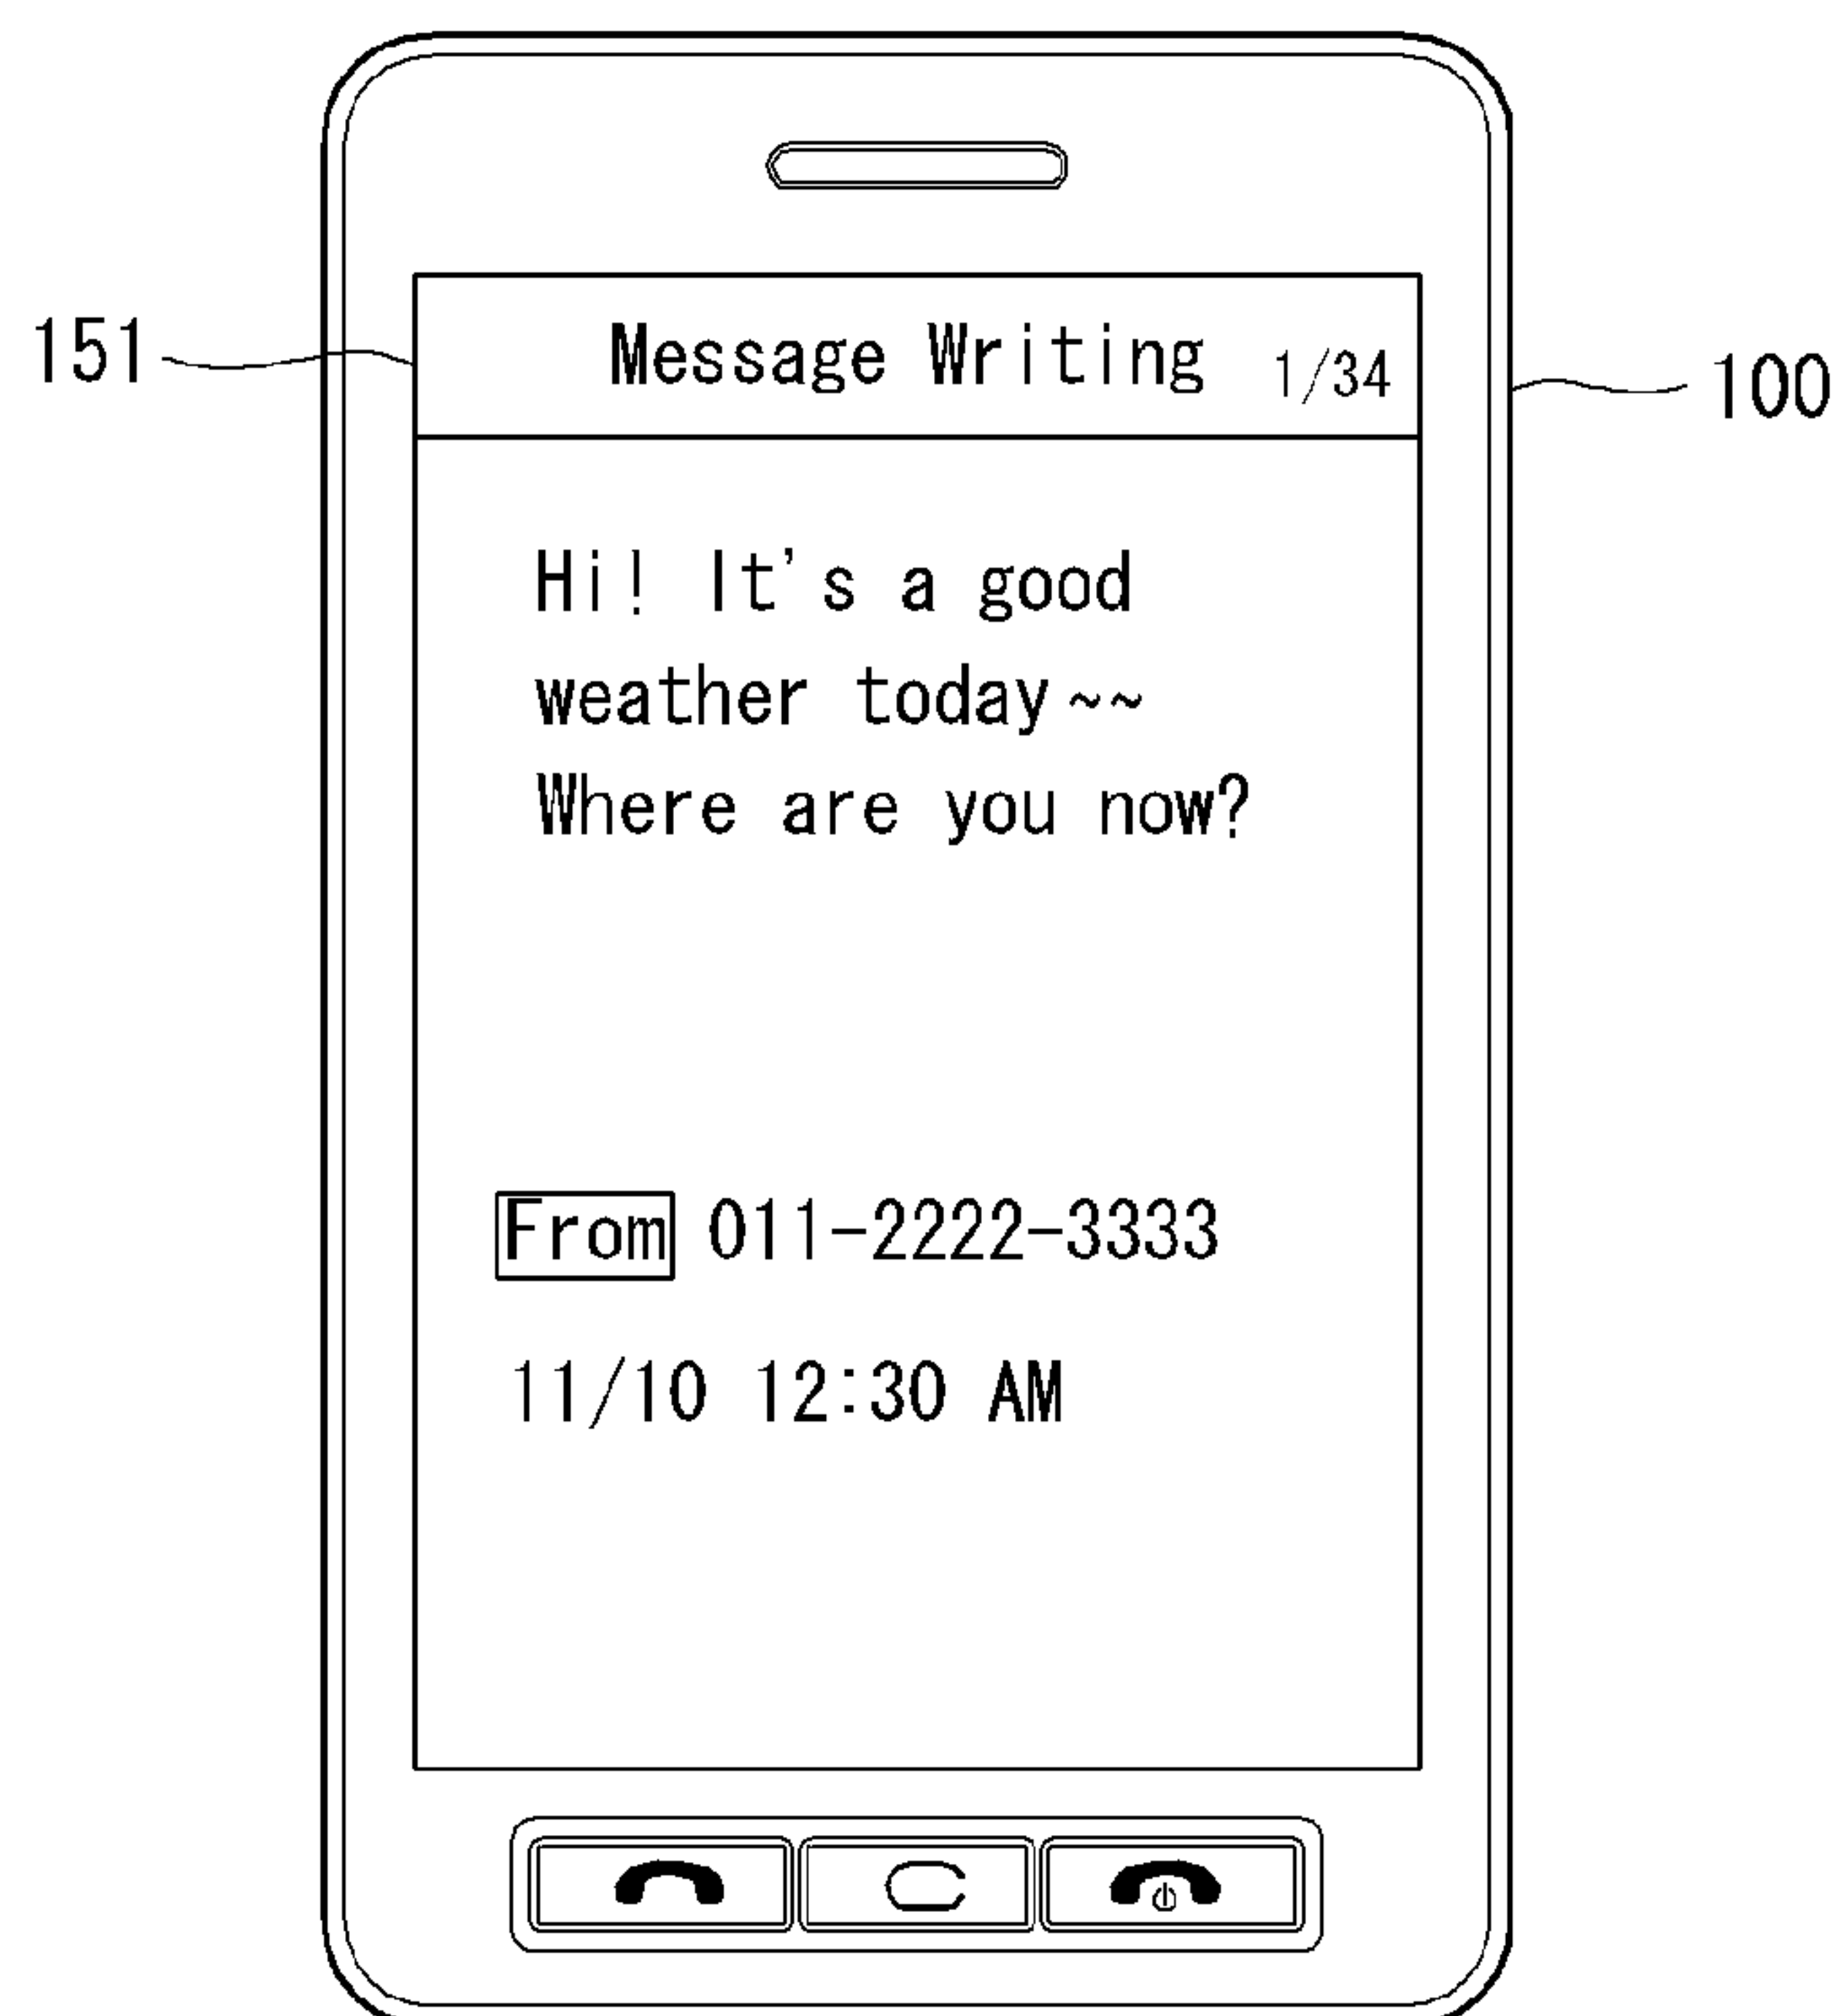 Message Writing 1/34
151
100
Hi! It's a good
weather today~~
Where are you now?
From 011-2222-3333
11/10 12:30 AM
C